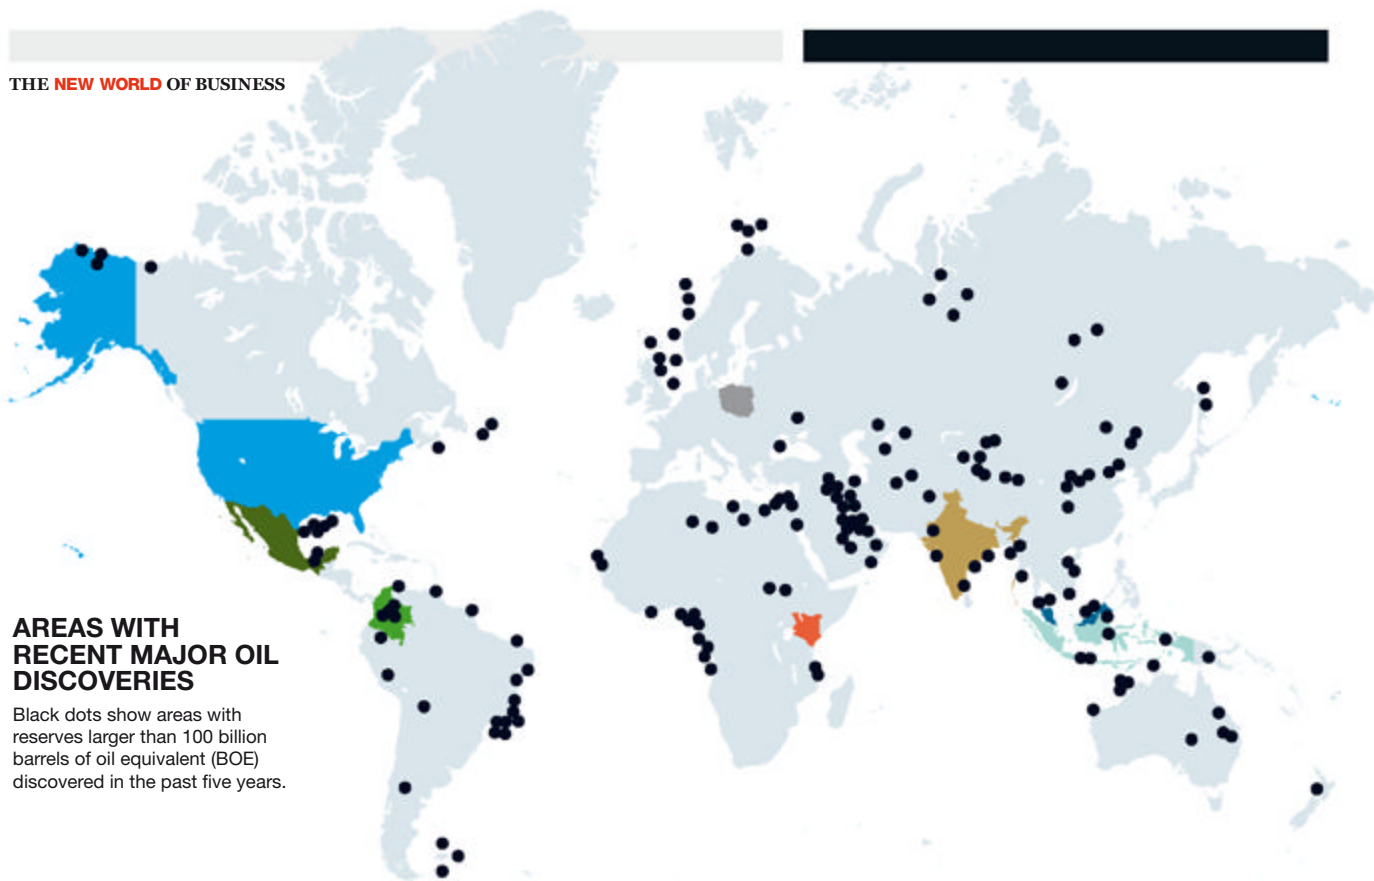 THE NEW WORLD OF BUSINESS
AREAS WITH
RECENT MAJOR OIL
DISCOVERIES
Black dots show areas with
reserves larger than 100 billion
barrels of oil equivalent (BOE)
discovered in the past five years.